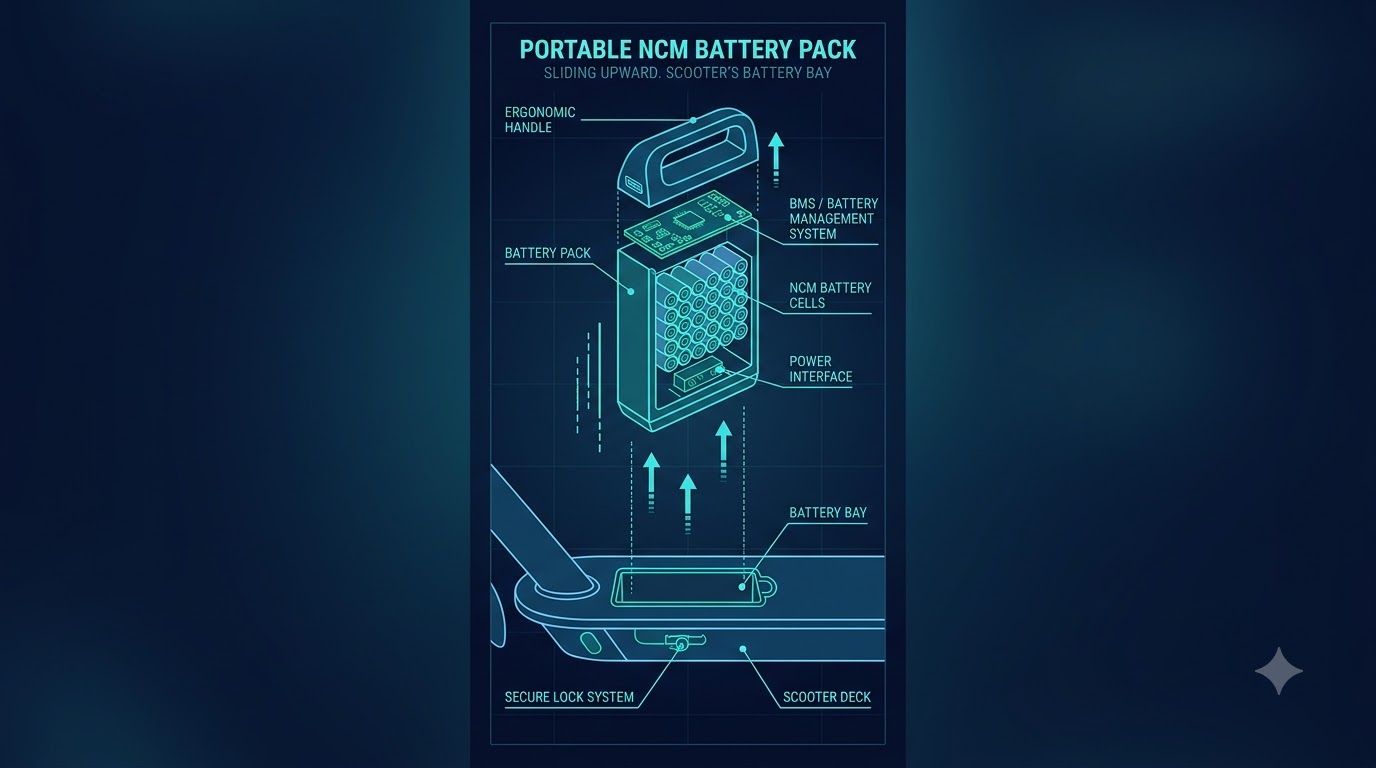 PORTABLE NCM BATTERY PACK
SLIDING UPWARD. SCOOTER'S BATTERY BAY
ERGONOMIC
HANDLE
BMS / BATTERY
MANAGEMENT
SYSTEM
BATTERY PACK
NCM BATTERY
CELLS
POWER
INTERFACE
BATTERY BAY
SECURE LOCK SYSTEM
SCOOTER DECK